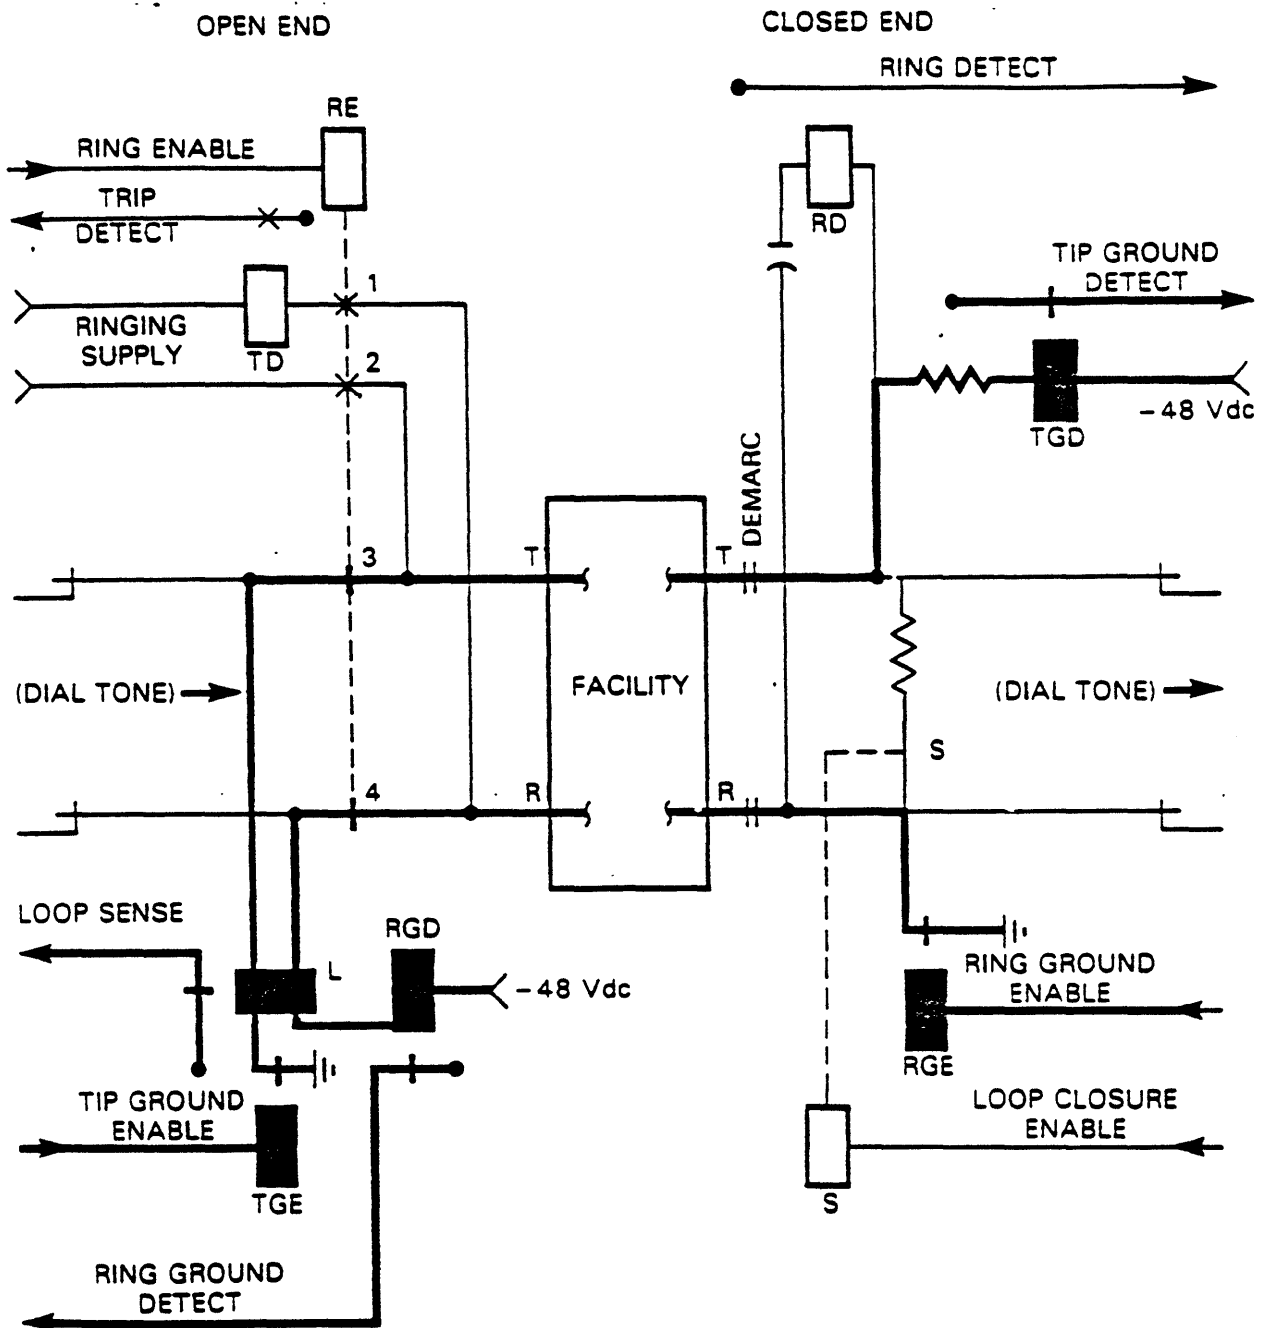 OPEN END
CLOSED END
RING DETECT
RE
RING ENABLE
TRIP
DETECT
RD
TIP GROUND
DETECT
1
RINGING
SUPPLY
TD
2
-48 Vdc
TGD
DEMARC
3
T
T
(DIAL TONE)
FACILITY
(DIAL TONE)
S
4
R
R
LOOP SENSE
RGD
L
-48 Vdc
RING GROUND
ENABLE
RGE
TIP GROUND
ENABLE
LOOP CLOSURE
ENABLE
TGE
S
RING GROUND
DETECT